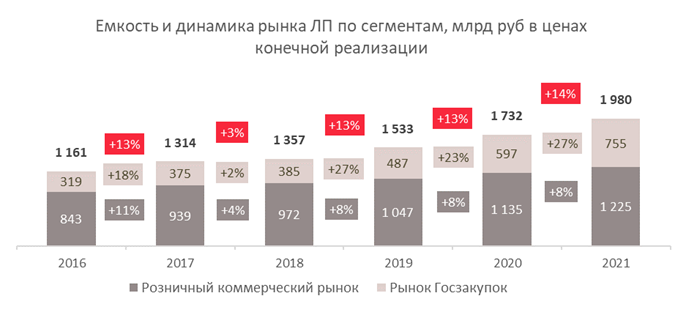 Емкость и динамика рынка ЛП по сегментам, млрд руб в ценах
конечной реализации
+14%
1 980
1 732
+13%
1 533
+13%
1 357
+3%
1 314
+13%
1 161
319 +18% 375 +2% 385 +27% 487 +23% 597 +27% 755
843 +11% 939 +4% 972 +8% 1 047 +8% 1 135 +8% 1 225
2016 2017 2018 2019 2020 2021
Розничный коммерческий рынок Рынок Госзакупок